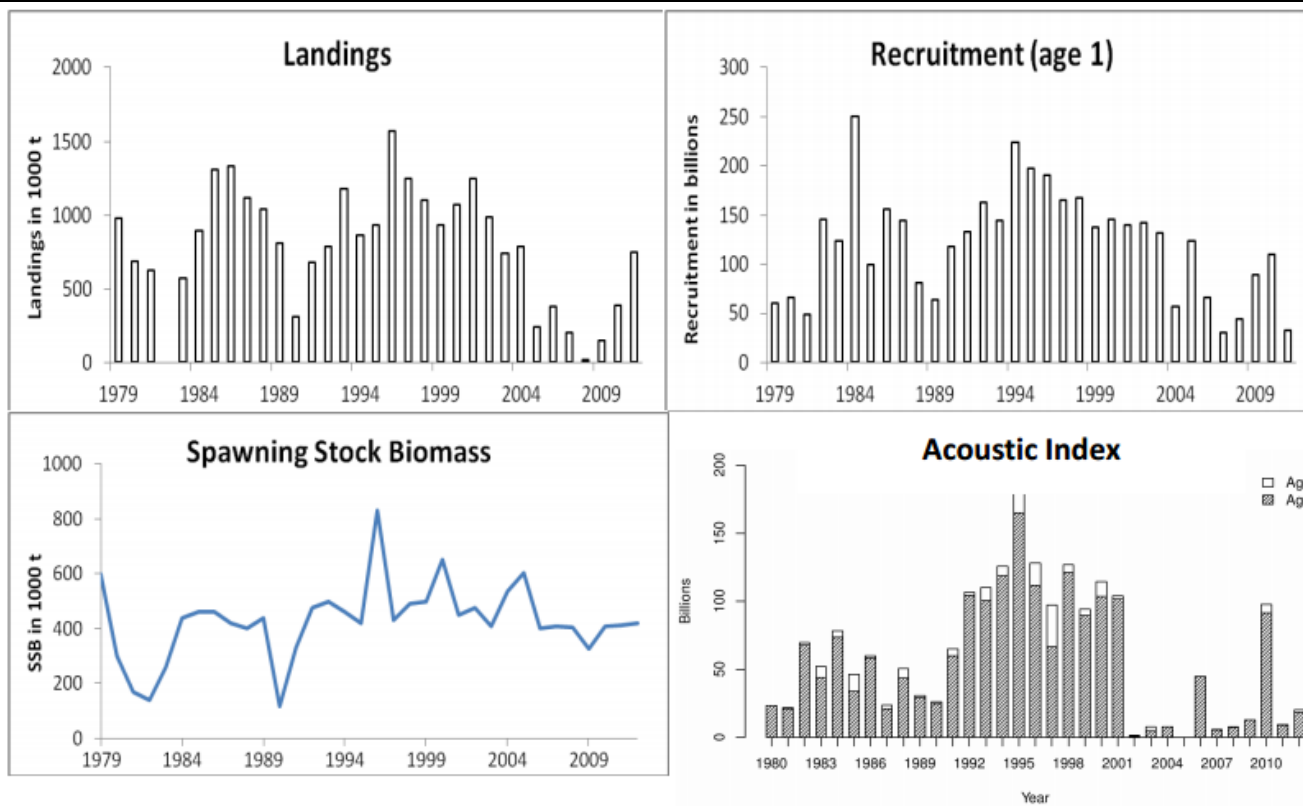 Landings
Landings in 1000 t
2000
1500
1000
500
0
1979 1984 1989 1994 1999 2004 2009
Recruitment (age 1)
Recruitment in billions
300
250
200
150
100
50
0
1979 1984 1989 1994 1999 2004 2009
Spawning Stock Biomass
SSB in 1000 t
1000
800
600
400
200
0
1979 1984 1989 1994 1999 2004 2009
Acoustic Index
Billions
200
150
100
50
0
Ag
Ag
1980 1983 1986 1989 1992 1995 1998 2001 2004 2007 2010
Year